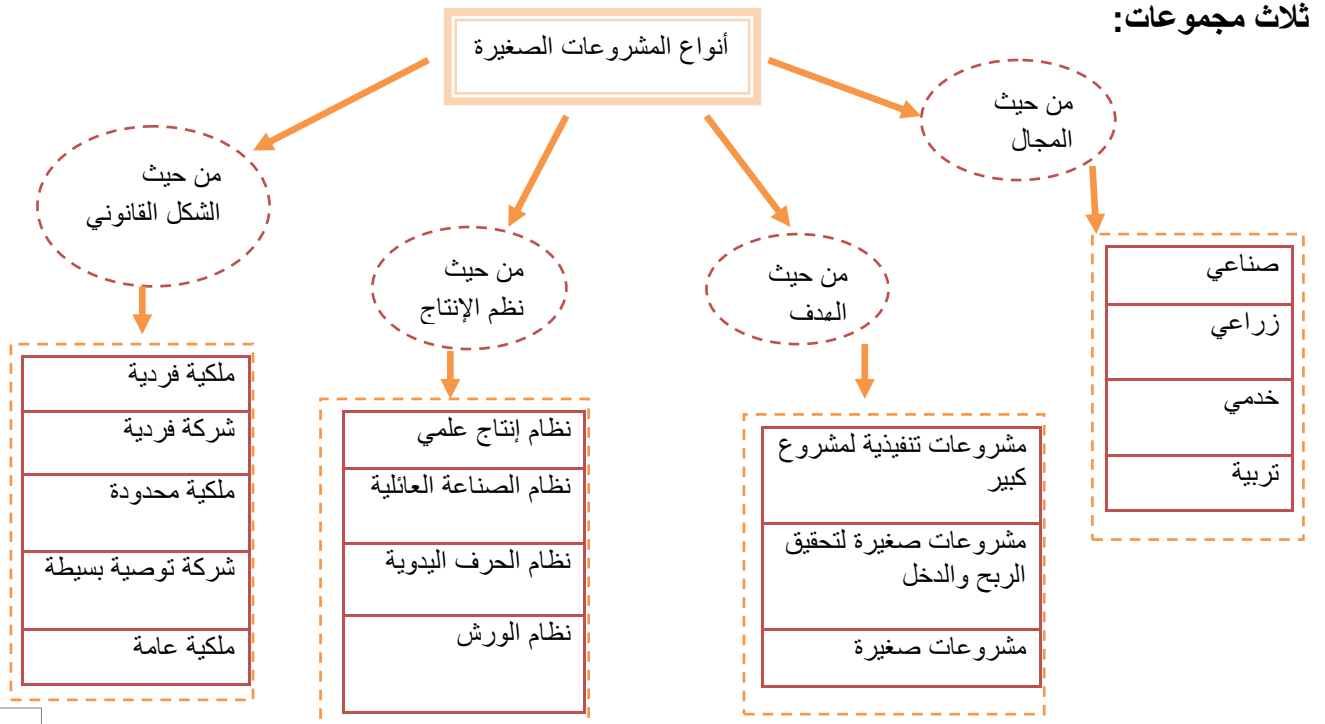 ثلاث مجموعات:
أنواع المشروعات الصغيرة
من حيث
المجال
صناعي
زراعي
خدمي
تربية
من حيث
الهدف
مشروعات تنفيذية لمشروع
كبير
مشروعات صغيرة لتحقيق
الربح والدخل
مشروعات صغيرة
من حيث
نظم الإنتاج
نظام إنتاج علمي
نظام الصناعة العائلية
نظام الحرف اليدوية
نظام الورش
من حيث
الشكل القانوني
ملكية فردية
شركة فردية
ملكية محدودة
شركة توصية بسيطة
ملكية عامة